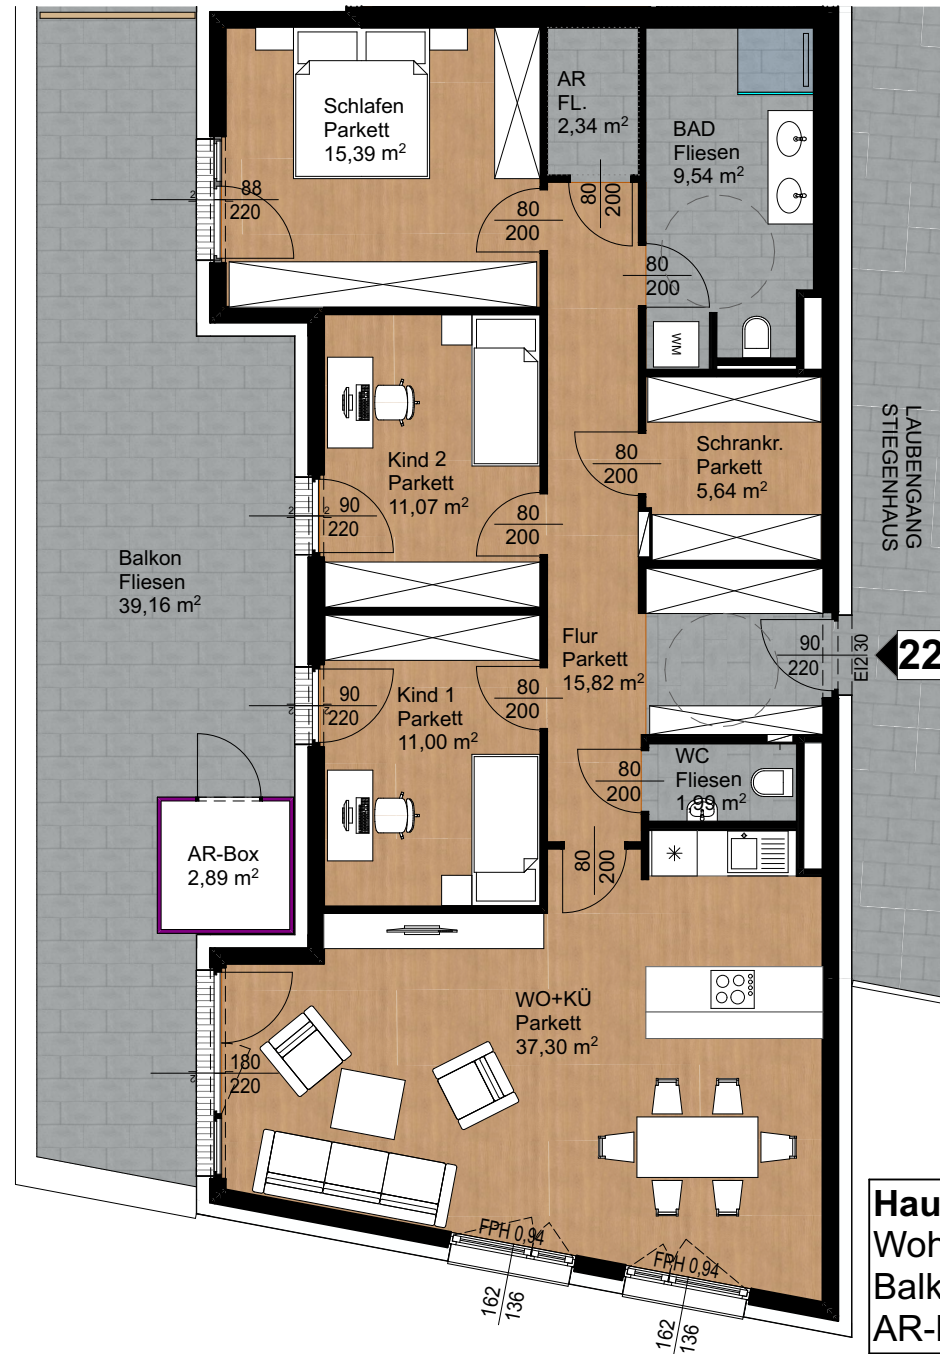 Schlafen
Parkett
15,39 m²
AR
FL.
2,34 m²
BAD
Fliesen
9,54 m²
88
220
80
200
80
200
80
200
WM
Kind 2
Parkett
11,07 m²
Schrankr.
Parkett
5,64 m²
80
200
90
220
80
200
LAUBENGANG
STIEGENHAUS
Balkon
Fliesen
39,16 m²
Flur
Parkett
15,82 m²
90
220
EI2 30
22
Kind 1
Parkett
11,00 m²
90
220
80
200
WC
Fliesen
1,99 m²
80
200
AR-Box
2,89 m²
80
200
WO+KÜ
Parkett
37,30 m²
180
220
FPH 0,94
162
136
FPH 0,94
162
136
Hau
Woh
Balk